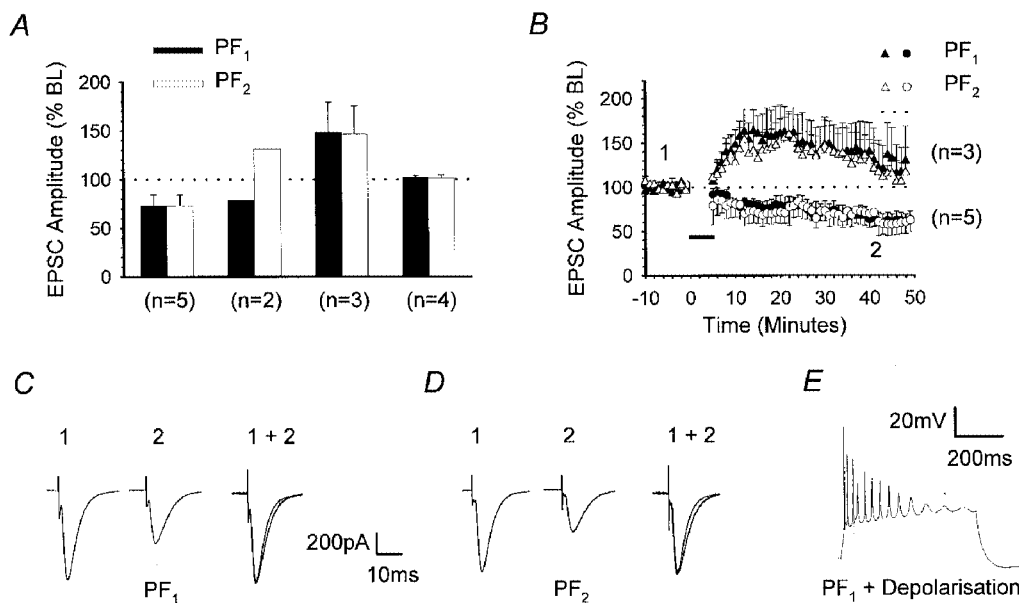 A
PF1
PF2
EPSC Amplitude (% BL)
200
150
100
50
0
(n=5)
(n=2)
(n=3)
(n=4)
B
PF1
PF2
EPSC Amplitude (% BL)
200
150
100
50
0
1
2
(n=3)
(n=5)
-10
0
10
20
30
40
50
Time (Minutes)
C
1
2
1 + 2
200pA
10ms
PF1
D
1
2
1 + 2
PF2
E
20mV
200ms
PF1 + Depolarisation